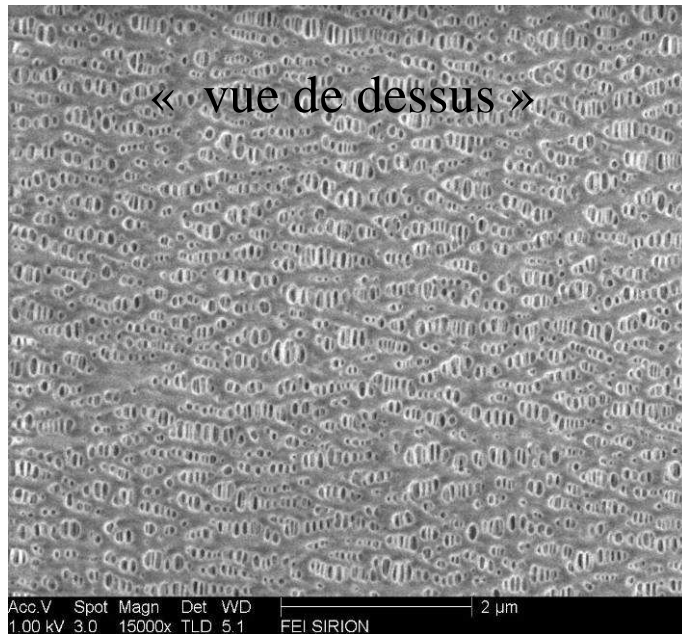 « vue de dessus »
Acc.V Spot Magn Det WD 2 µm
1.00 kV 3.0 15000x TLD 5.1 FEI SIRION